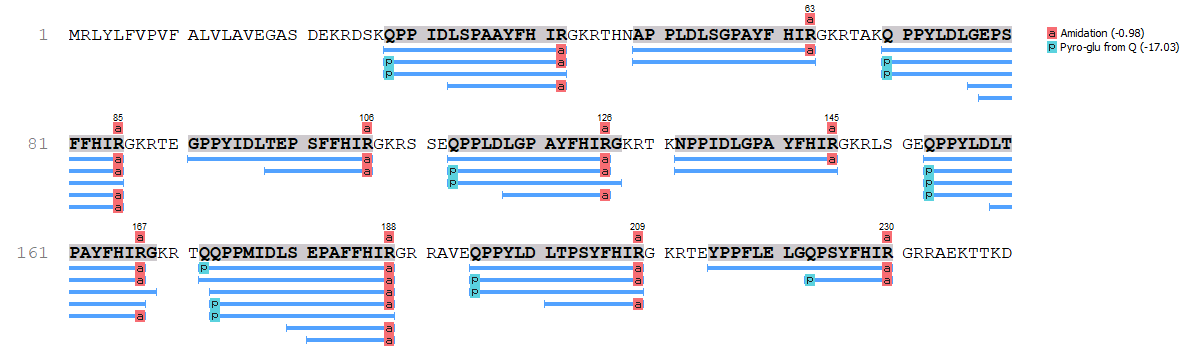 1 MRLYLFVPVF ALVLAVEGAS DEKRDSKQPP IDLSPAAYFH IRGKRTHNAP PLDLSGPAYF HIRGKRTAKQ PPYLDLGEPS
63
a
a a
p a p
p p
a
a Amidation (-0.98)
p Pyro-glu from Q (-17.03)
81 FFHIRGKRTE GPPYIDLTEP SFFHIRGKRS SEQPPLDLGP AYFHIRGKRT KNPPIDLGPA YFHIRGKRLS GEQPPYLDLT
85 106 126 145
a a a a
a a a a
a a p a p
p p
a a p
a
161 PAYFHIRGKR TQQPPMIDLS EPAFFHIRGR RAVEQPPYLD LTPSYFHIRG KRTEYPPFLE LGQPSYFHIR GRRAEKTTKD
167 188 209 230
a a a a
a p a a a
a a p a p a
a p
p a a
a p
a
a